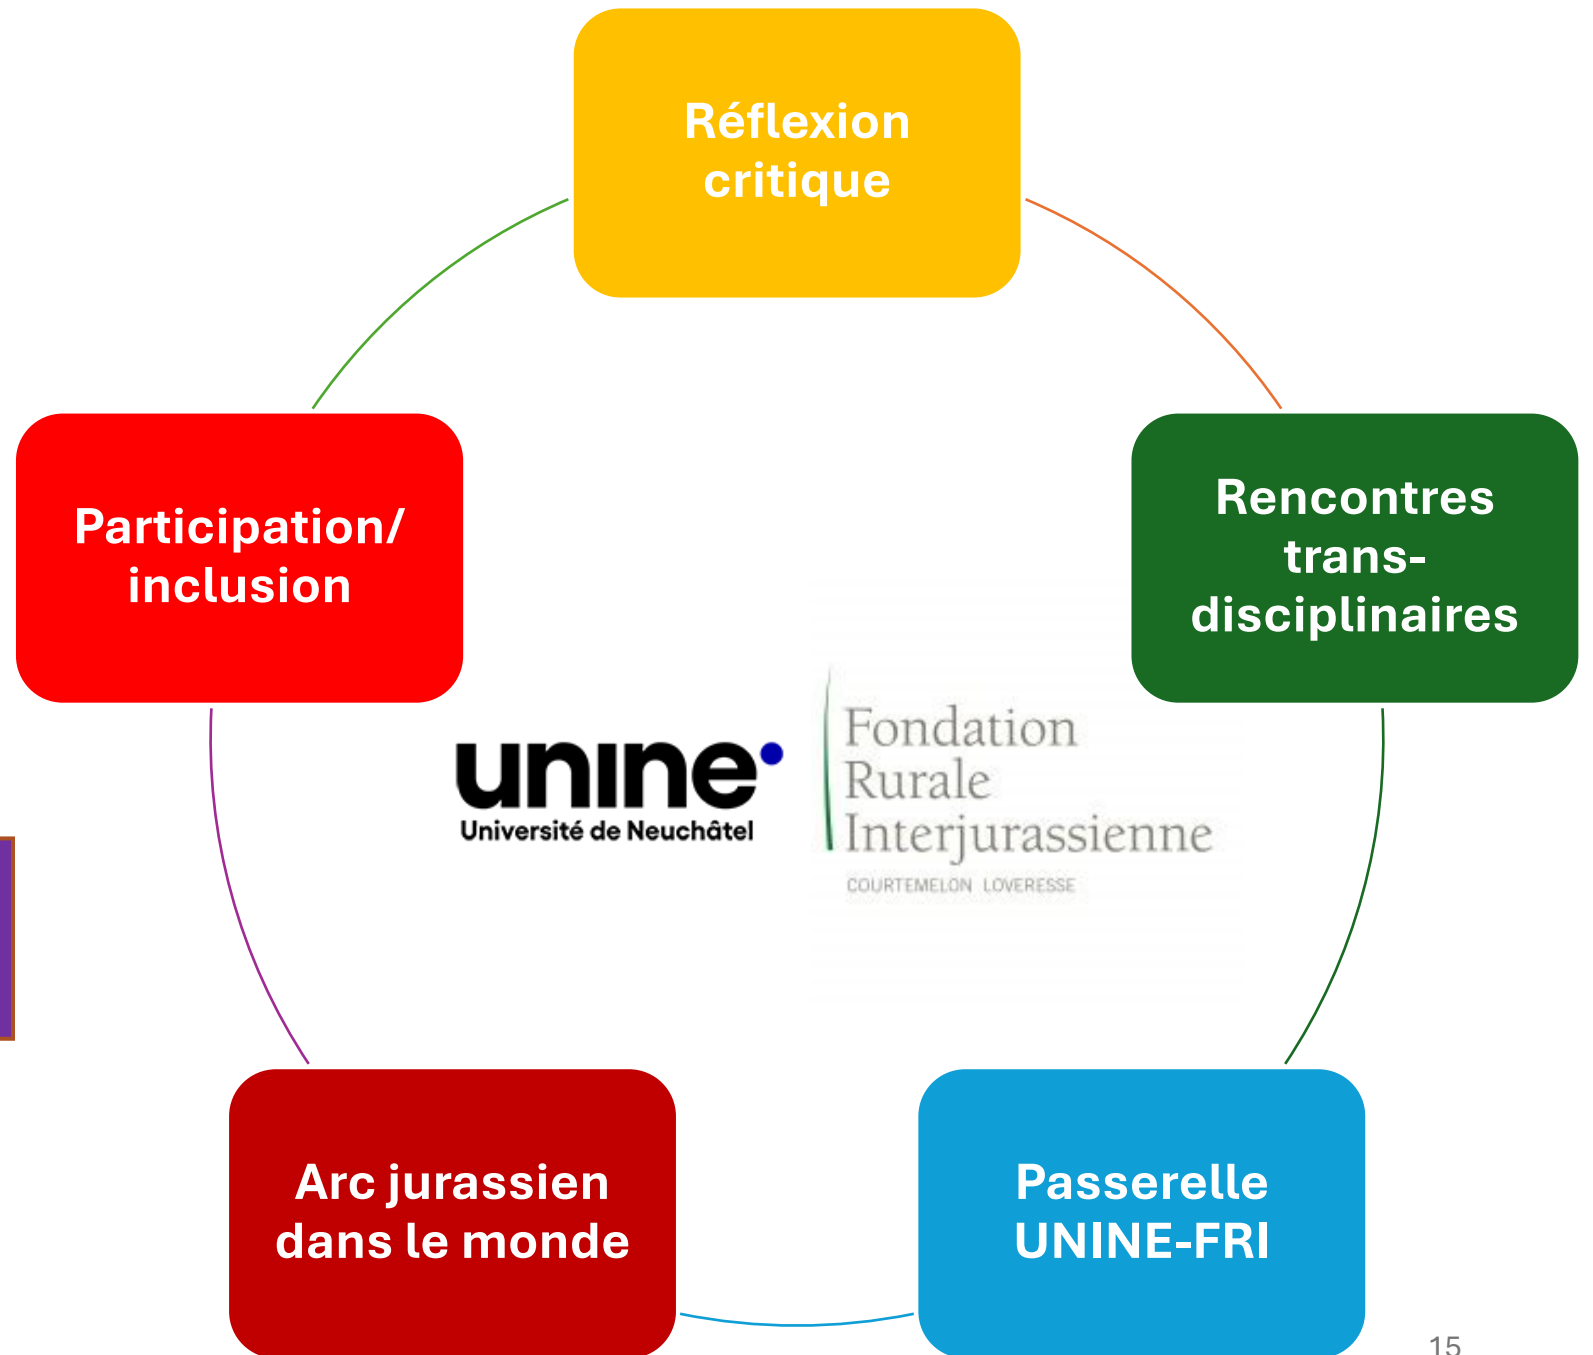 Réflexion
critique
Participation/
inclusion
Rencontres
trans-
disciplinaires
unine
Université de Neuchâtel
Fondation
Rurale
Interjurassienne
COURTEMELON LOVERESSE
Arc jurassien
dans le monde
Passerelle
UNINE-FRI
15